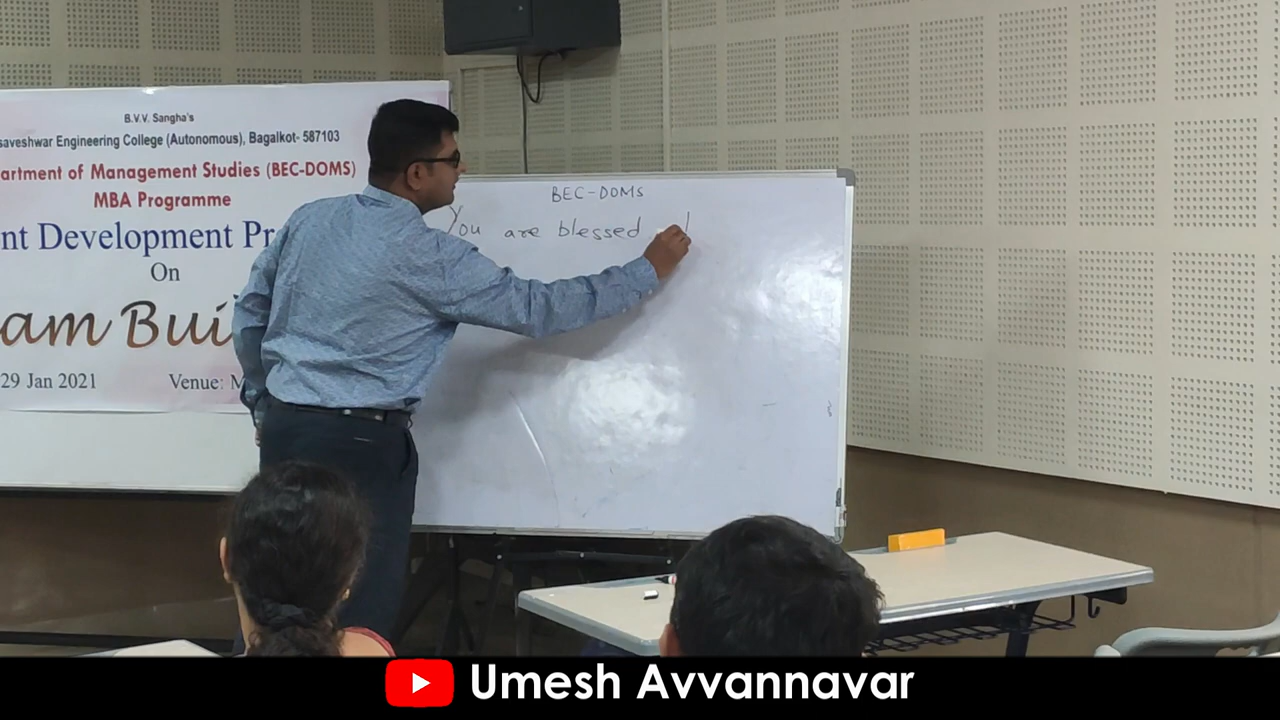 B.V.V. Sangha's
saveshwar Engineering College (Autonomous), Bagalkot- 587103
artment of Management Studies (BEC-DOMS)
MBA Programme
nt Development Pr
On
am Bui
29 Jan 2021 Venue: M
BEC-DOMS
You are blessed
Umesh Avvannavar